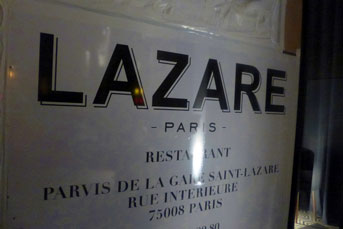 LAZARE
- PARIS -
RESTAURANT
PARVIS DE LA GARE SAINT-LAZARE
RUE INTERIEURE
75008 PARIS